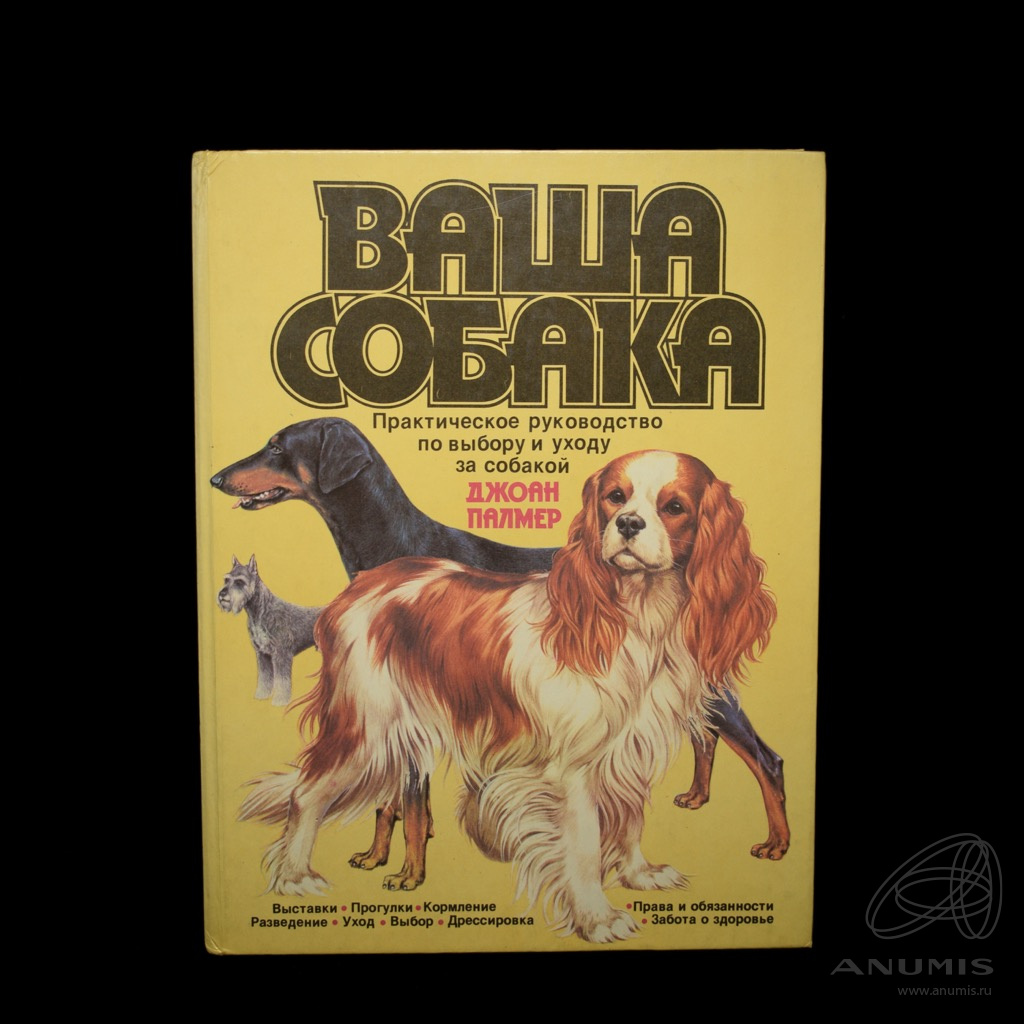 ВАША
СОБАКА
Практическое руководство
по выбору и уходу
за собакой
ДЖОАН
ПАЛМЕР
Выставки • Прогулки • Кормление
Разведение • Уход • Выбор • Дрессировка
• Права и обязанности
• Забота о здоровье
ANUMIS
www.anumis.ru